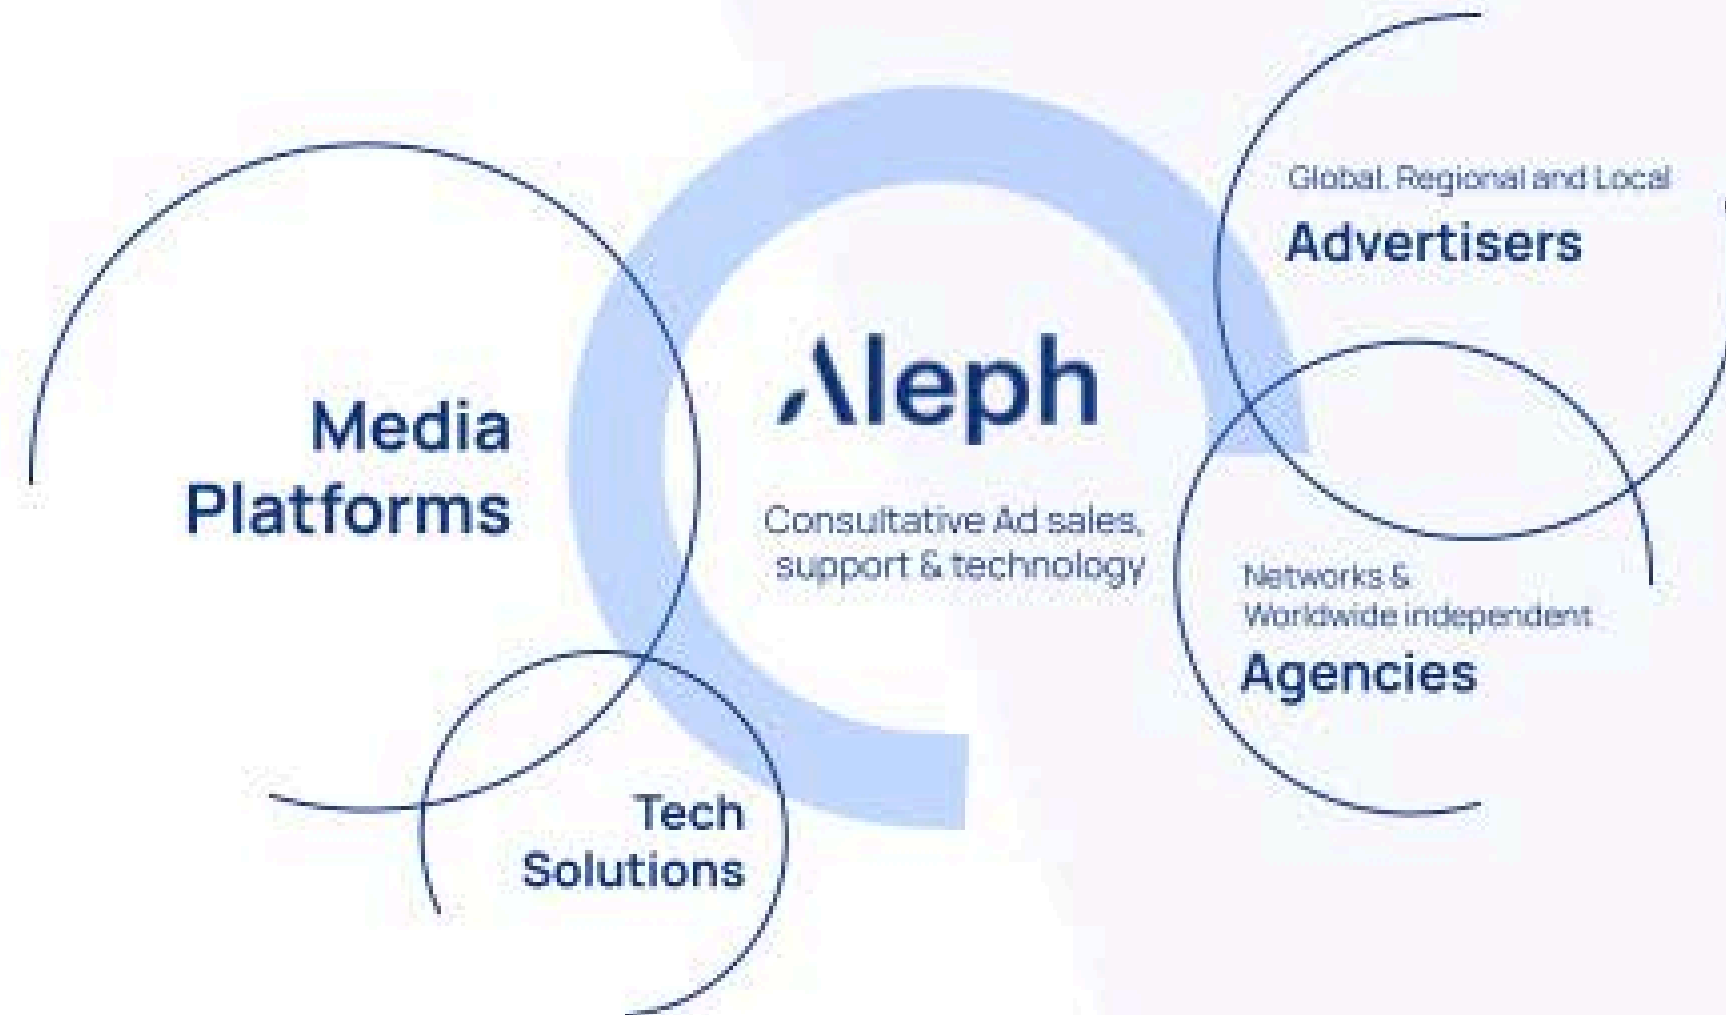 Media
Platforms
Tech
Solutions
Aleph
Consultative Ad sales,
support & technology
Global. Regional and Local
Advertisers
Networks &
Worldwide independent
Agencies